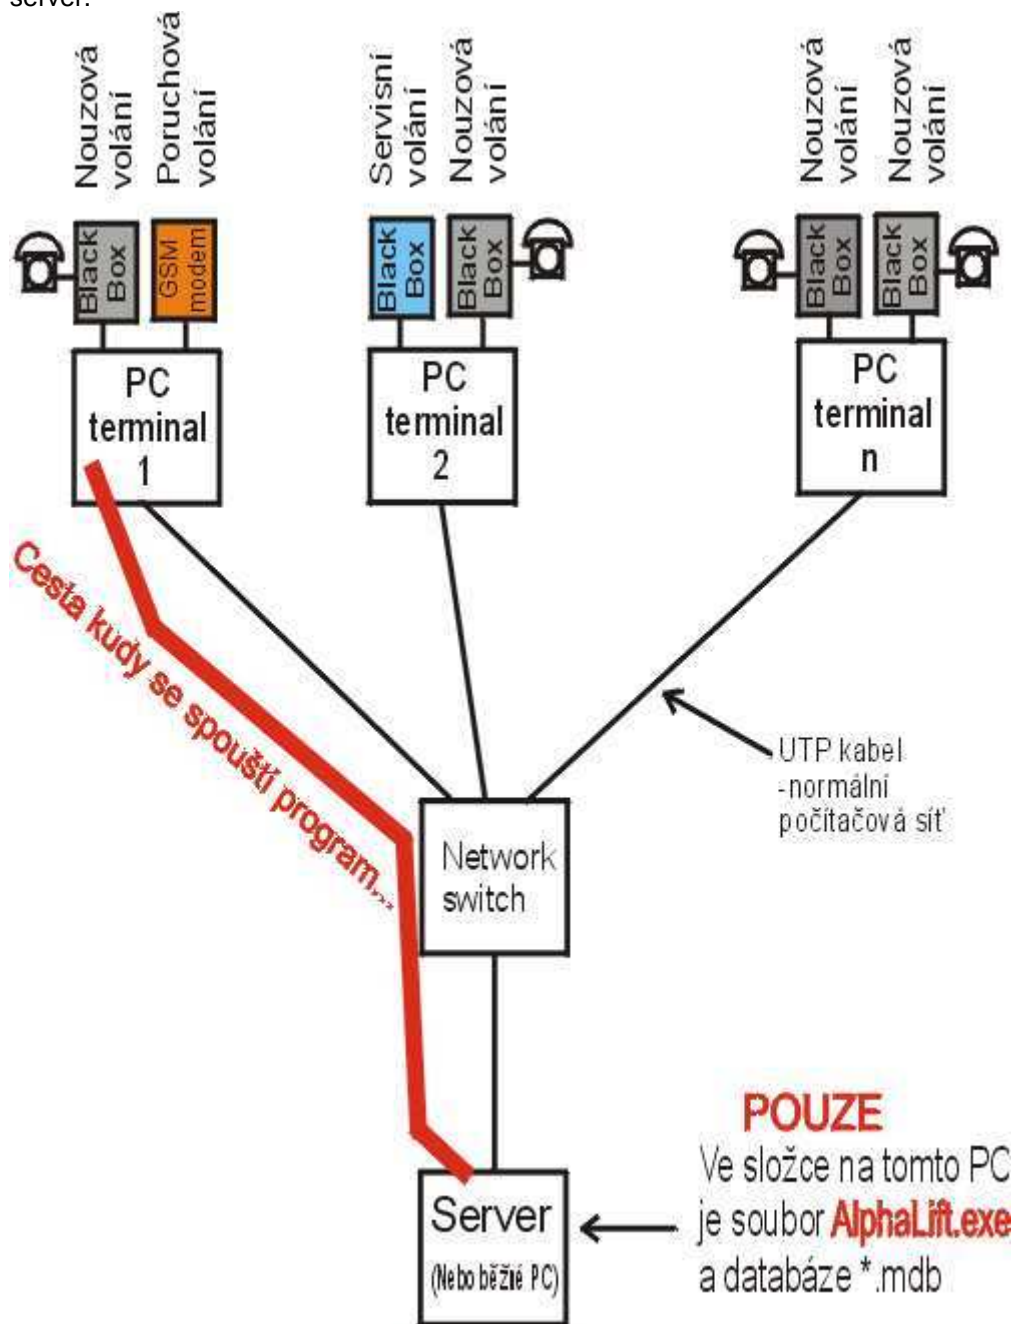 server.
Nouzová
volání
Poruchová
volání
Servisní
volání
Nouzová
volání
Nouzová
volání
Nouzová
volání
Black
Box
GSM
modem
Black
Box
Black
Box
Black
Box
Black
Box
PC
terminal
1
PC
terminal
2
PC
terminal
n
Cesta kudy se spouští program...
UTP kabel
-normální
počítačová síť
Network
switch
POUZE
Ve složce na tomto PC
je soubor AlphaLift.exe
a databáze *.mdb
Server
(Nebo běžné PC)